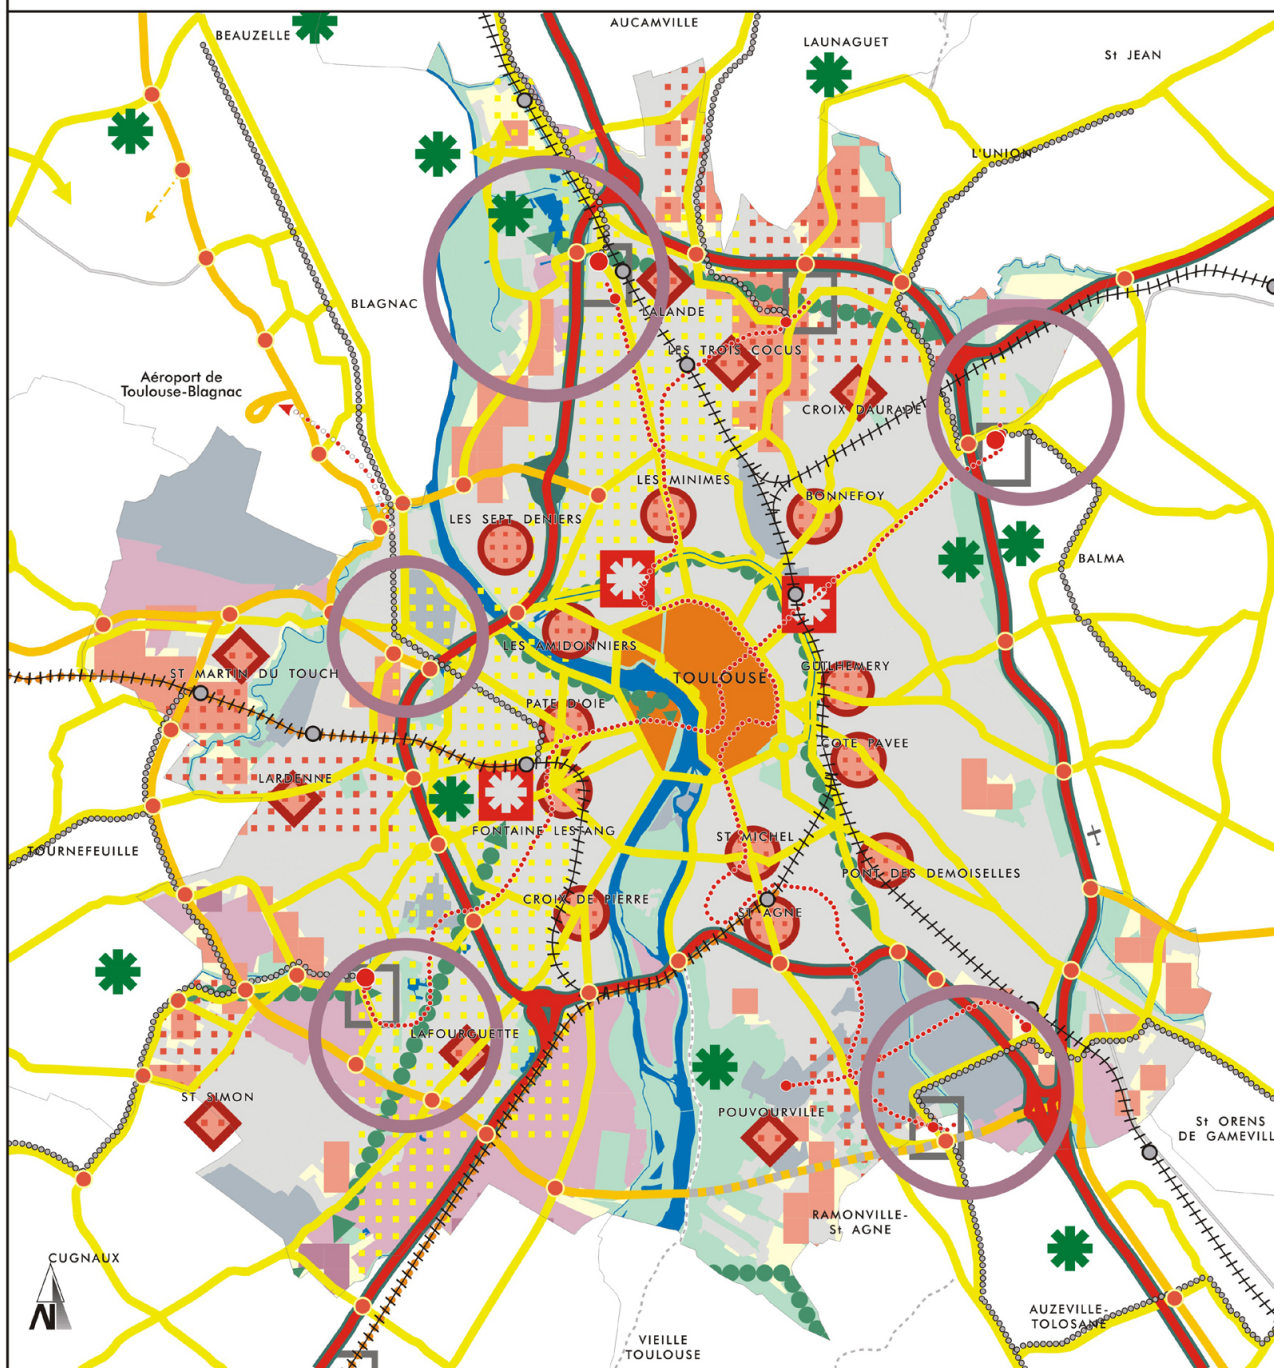 AUCAMVILLE
BEAUZELLE
LAUNAGUET
St JEAN
L'UNION
BLAGNAC
LALANDE
LES TROIS COCUS
Aéroport de
Toulouse-Blagnac
CROIX DAURADE
LES MINIMES
BONNEFOY
LES SEPT DENIERS
BALMA
LES AMIDONNIERS
GUILHEMERY
ST MARTIN DU TOUCH
TOULOUSE
PATE D'OIE
COTE PAVEE
LARDENNE
FONTAINE LESTANG
ST MICHEL
TOURNEFEUILLE
PONT DES DEMOISELLES
CROIX DE PIERRE
ST AGNE
LAFOURGUETTE
ST SIMON
POUVOURVILLE
St ORENS
DE GAMEVILL
RAMONVILLE-
St AGNE
CUGNAUX
N
AUZEVILLE-
TOLOSANE
VIEILLE
TOULOUSE